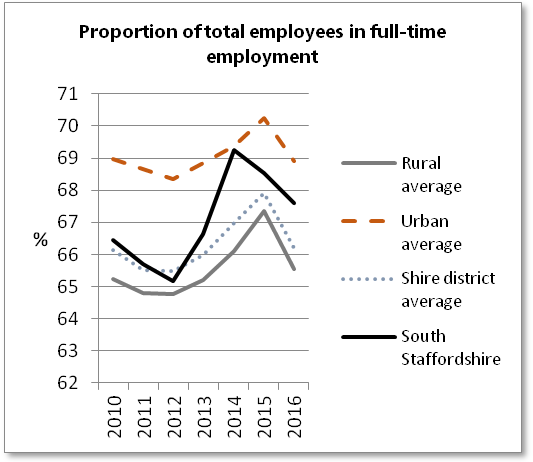 Proportion of total employees in full-time
employment
71
70
69
68
67
66
65
64
63
62
%
2010
2011
2012
2013
2014
2015
2016
Rural
average
Urban
average
Shire district
average
South
Staffordshire